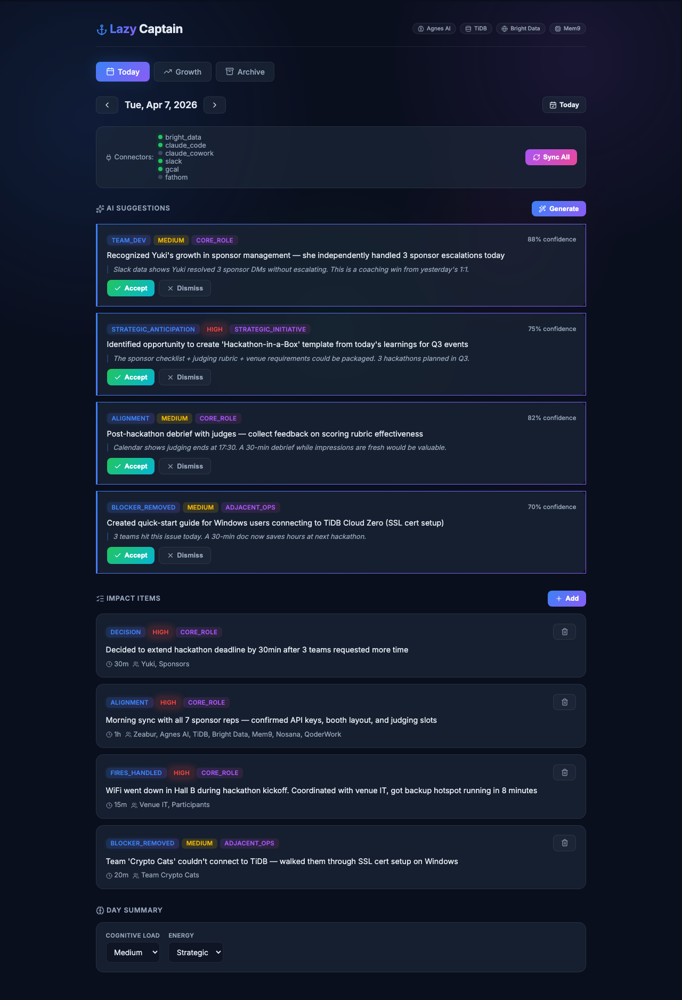 Lazy Captain
Agnes AI TiDB Bright Data Mem9
Today Growth Archive
Tue, Apr 7, 2026 Today
Connectors:
bright_data
claude_code
claude_cowork
slack
gcal
fathom
Sync All
AI SUGGESTIONS Generate
TEAM_DEV MEDIUM CORE_ROLE 88% confidence
Recognized Yuki's growth in sponsor management — she independently handled 3 sponsor escalations today
Slack data shows Yuki resolved 3 sponsor DMs without escalating. This is a coaching win from yesterday's 1:1.
Accept Dismiss
STRATEGIC_ANTICIPATION HIGH STRATEGIC_INITIATIVE 75% confidence
Identified opportunity to create 'Hackathon-in-a-Box' template from today's learnings for Q3 events
The sponsor checklist + judging rubric + venue requirements could be packaged. 3 hackathons planned in Q3.
Accept Dismiss
ALIGNMENT MEDIUM CORE_ROLE 82% confidence
Post-hackathon debrief with judges — collect feedback on scoring rubric effectiveness
Calendar shows judging ends at 17:30. A 30-min debrief while impressions are fresh would be valuable.
Accept Dismiss
BLOCKER_REMOVED MEDIUM ADJACENT_OPS 70% confidence
Created quick-start guide for Windows users connecting to TiDB Cloud Zero (SSL cert setup)
3 teams hit this issue today. A 30-min doc now saves hours at next hackathon.
Accept Dismiss
IMPACT ITEMS Add
DECISION HIGH CORE_ROLE
Decided to extend hackathon deadline by 30min after 3 teams requested more time
30m Yuki, Sponsors
ALIGNMENT HIGH CORE_ROLE
Morning sync with all 7 sponsor reps — confirmed API keys, booth layout, and judging slots
1h Zeabur, Agnes AI, TiDB, Bright Data, Mem9, Nosana, QoderWork
FIRES_HANDLED HIGH CORE_ROLE
WiFi went down in Hall B during hackathon kickoff. Coordinated with venue IT, got backup hotspot running in 8 minutes
15m Venue IT, Participants
BLOCKER_REMOVED MEDIUM ADJACENT_OPS
Team 'Crypto Cats' couldn't connect to TiDB — walked them through SSL cert setup on Windows
20m Team Crypto Cats
DAY SUMMARY
COGNITIVE LOAD ENERGY
Medium Strategic